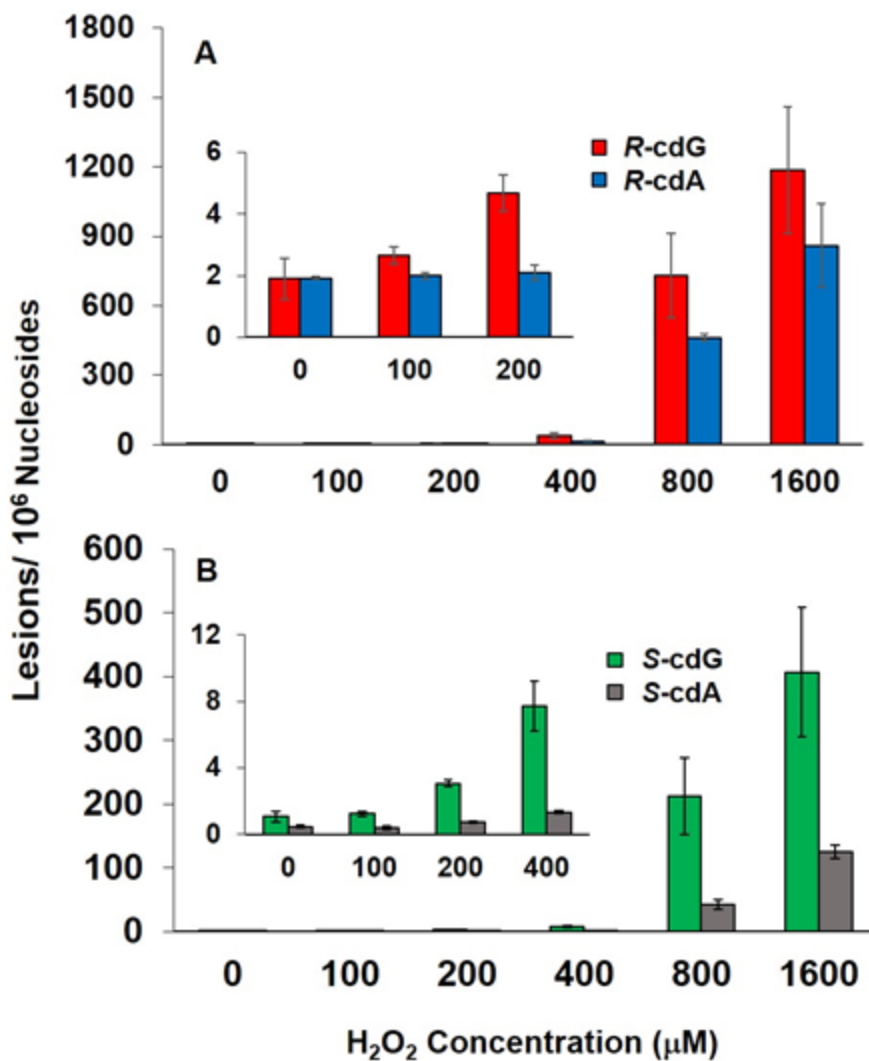 Lesions/ 10⁶ Nucleosides
A
1800
1500
1200
900
600
300
0
0 100 200 400 800 1600
6
4
2
0
0 100 200
R-cdG
R-cdA
B
600
500
400
300
200
100
0
0 100 200 400 800 1600
12
8
4
0
0 100 200 400
S-cdG
S-cdA
H₂O₂ Concentration (μM)